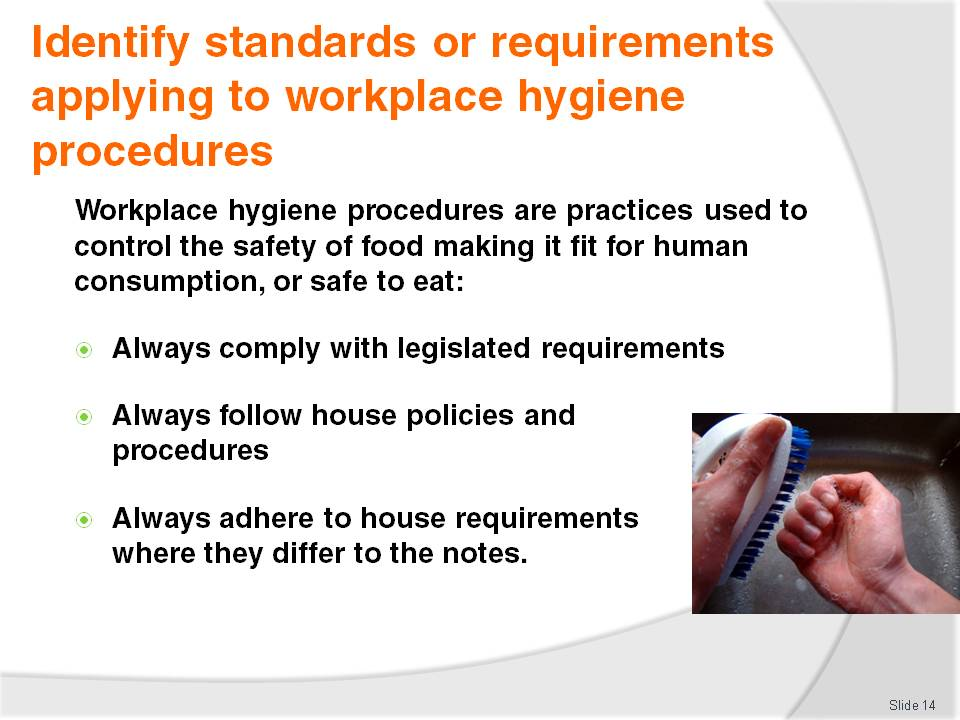 Identify standards or requirements
applying to workplace hygiene
procedures
Workplace hygiene procedures are practices used to
control the safety of food making it fit for human
consumption, or safe to eat:
Always comply with legislated requirements
Always follow house policies and
procedures
Always adhere to house requirements
where they differ to the notes.
Slide 14